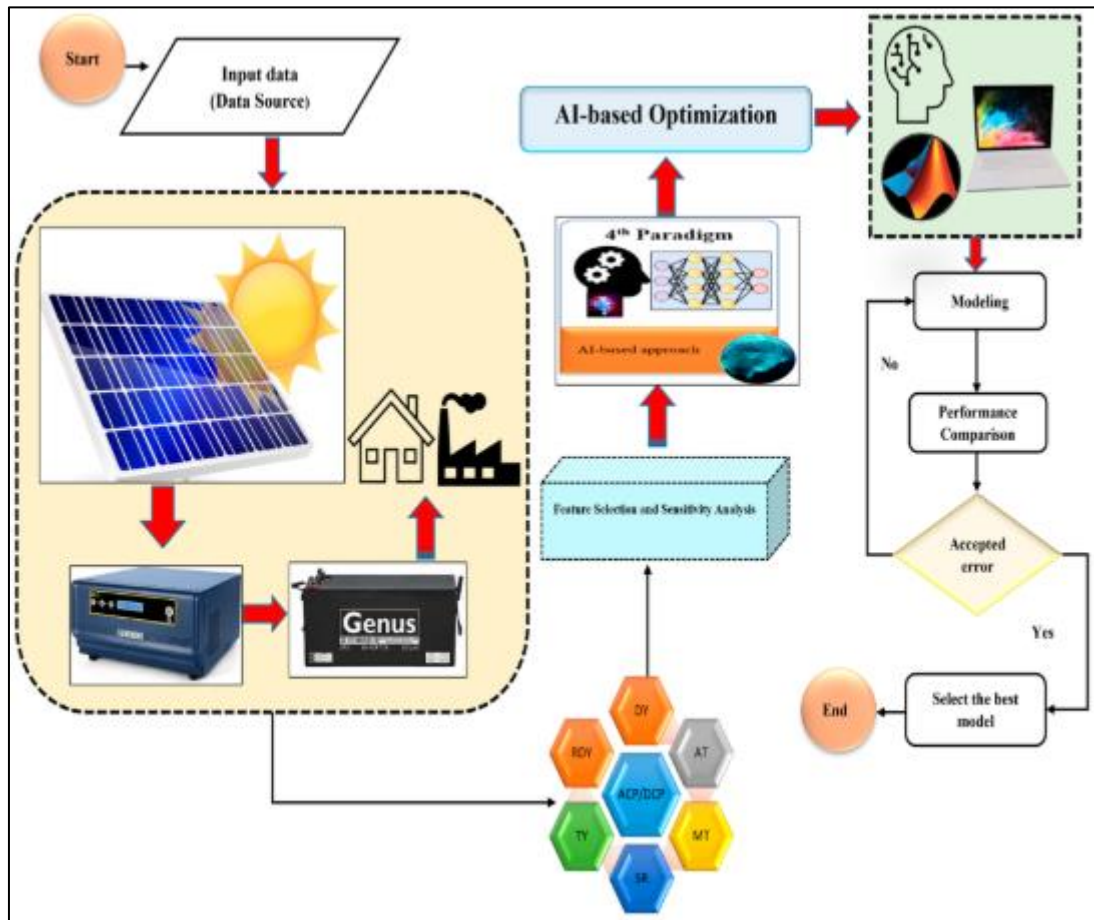 Start
Input data
(Data Source)
Genus
DY
RDY
AT
ACP/DCP
TY
MT
SR
Feature Selection and Sensitivity Analysis
4th Paradigm
AI-based approach
AI-based Optimization
Modeling
No
Performance
Comparison
Accepted
error
Yes
Select the best
model
End